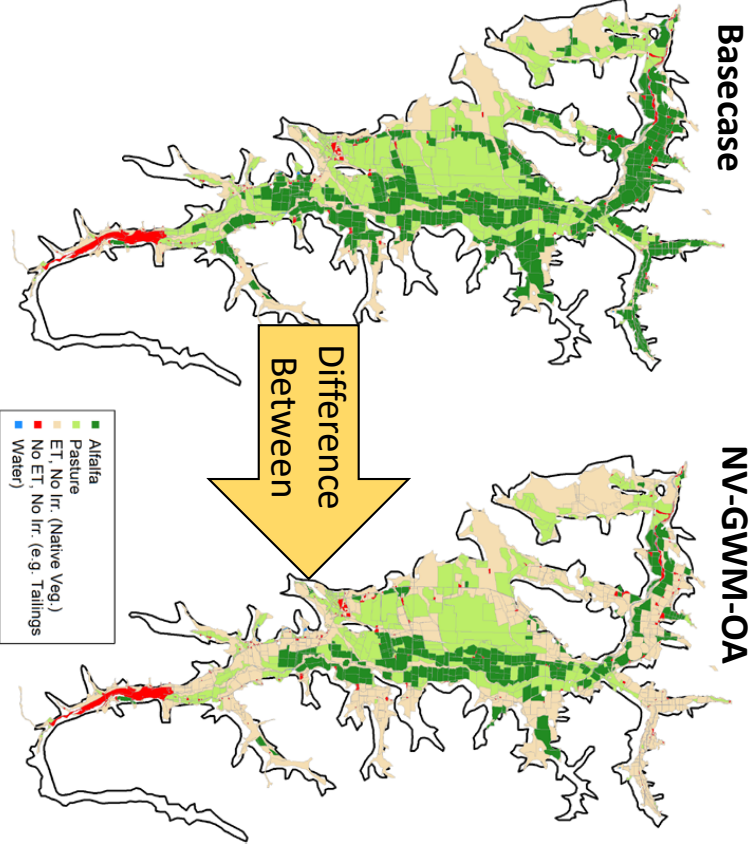 Basecase
NV-GWM-OA
Difference
Between
Alfalfa
Pasture
ET, No Irr. (Native Veg.)
No ET, No Irr. (e.g. Tailings
Water)